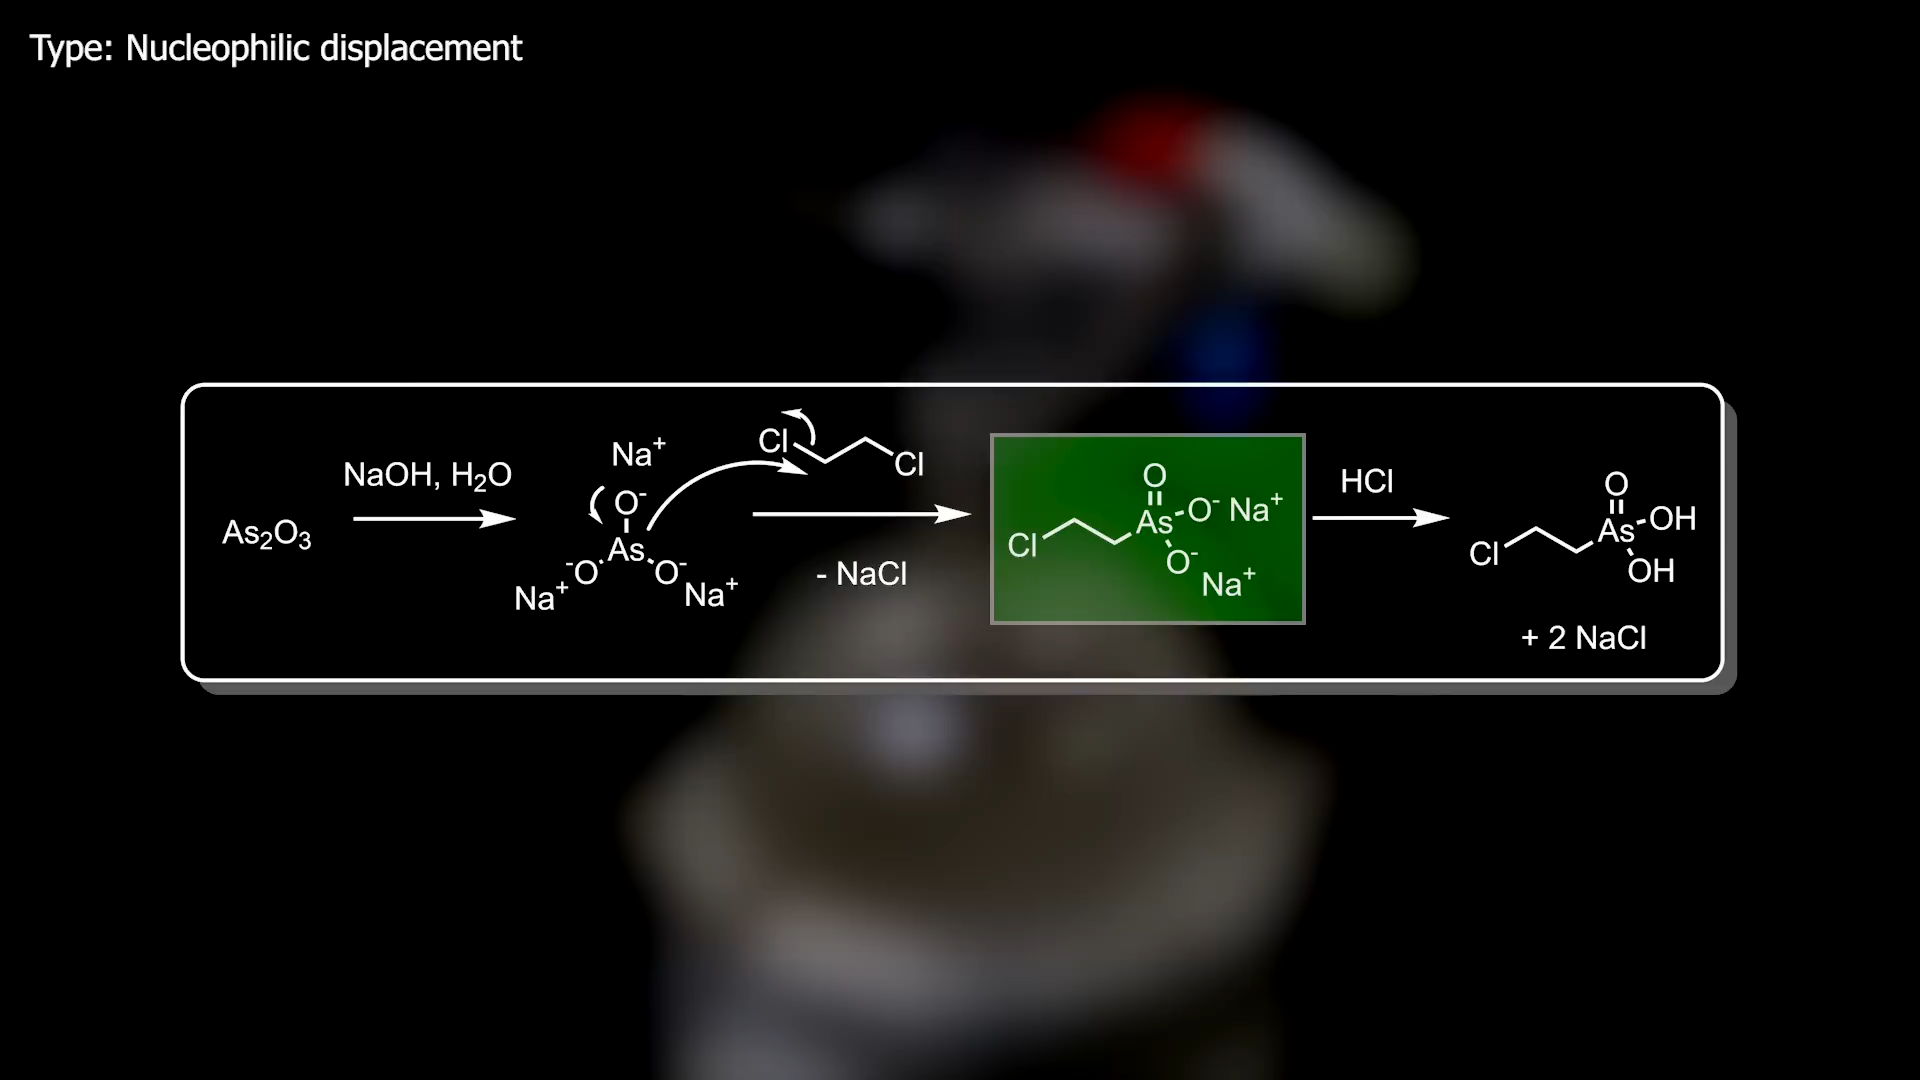 Type: Nucleophilic displacement
As₂O₃
NaOH, H₂O
Na⁺
O⁻
As
⁻O
O⁻
Na⁺
Na⁺
Cl
Cl
- NaCl
O
Cl
As
O⁻ Na⁺
O⁻
Na⁺
HCl
O
Cl
As
OH
OH
+ 2 NaCl